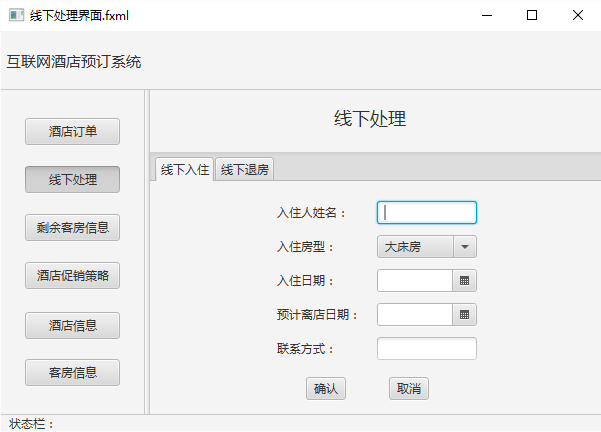 线下处理界面.fxml
互联网酒店预订系统
酒店订单
线下处理
剩余客房信息
酒店促销策略
酒店信息
客房信息
线下处理
线下入住 线下退房
入住人姓名：
入住房型： 大床房
入住日期：
预计离店日期：
联系方式：
确认 取消
状态栏：